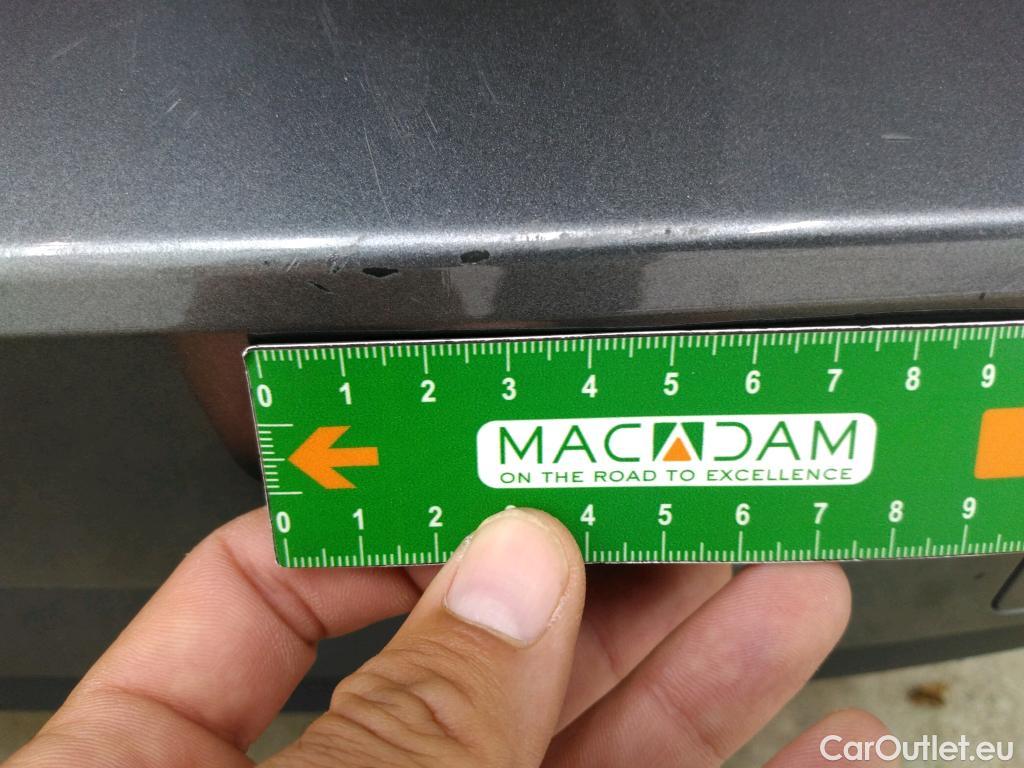 0 1 2 3 4 5 6 7 8 9
MACADAM
ON THE ROAD TO EXCELLENCE
0 1 2 4 5 6 7 8 9
CarOutlet.eu